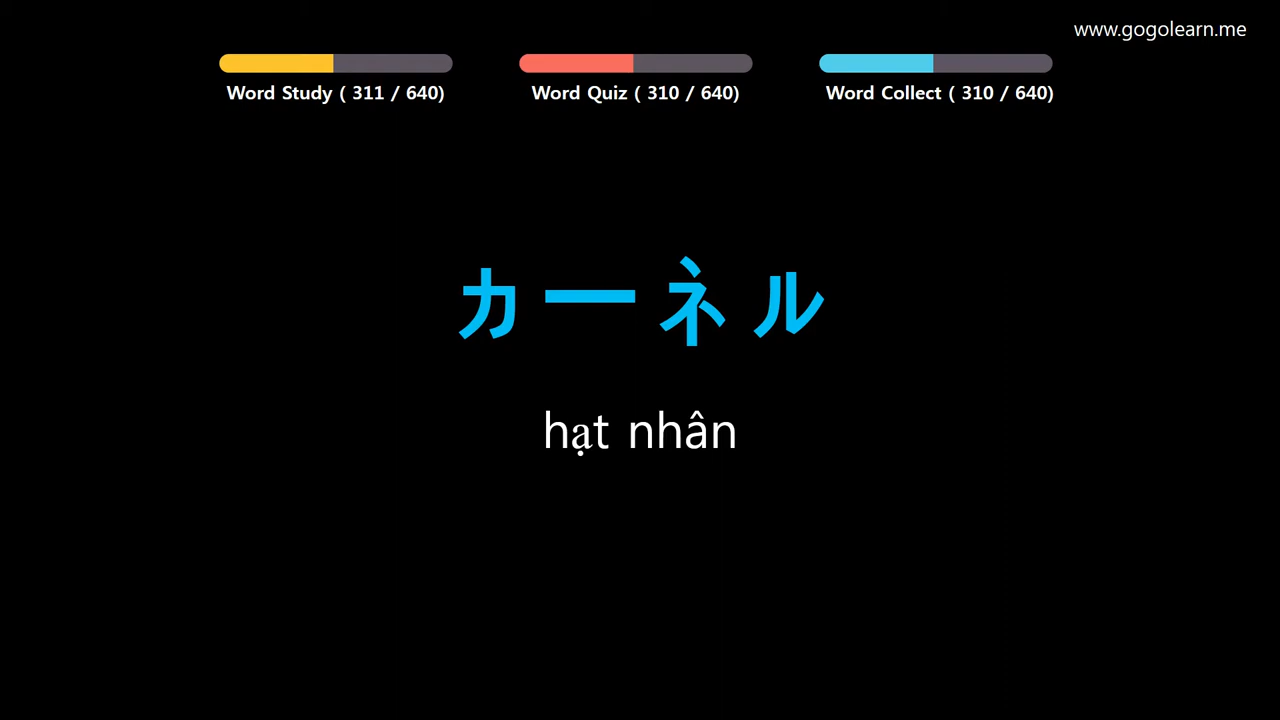 www.gogolearn.me
Word Study ( 311 / 640)
Word Quiz ( 310 / 640)
Word Collect ( 310 / 640)
カーネル
hạt nhân